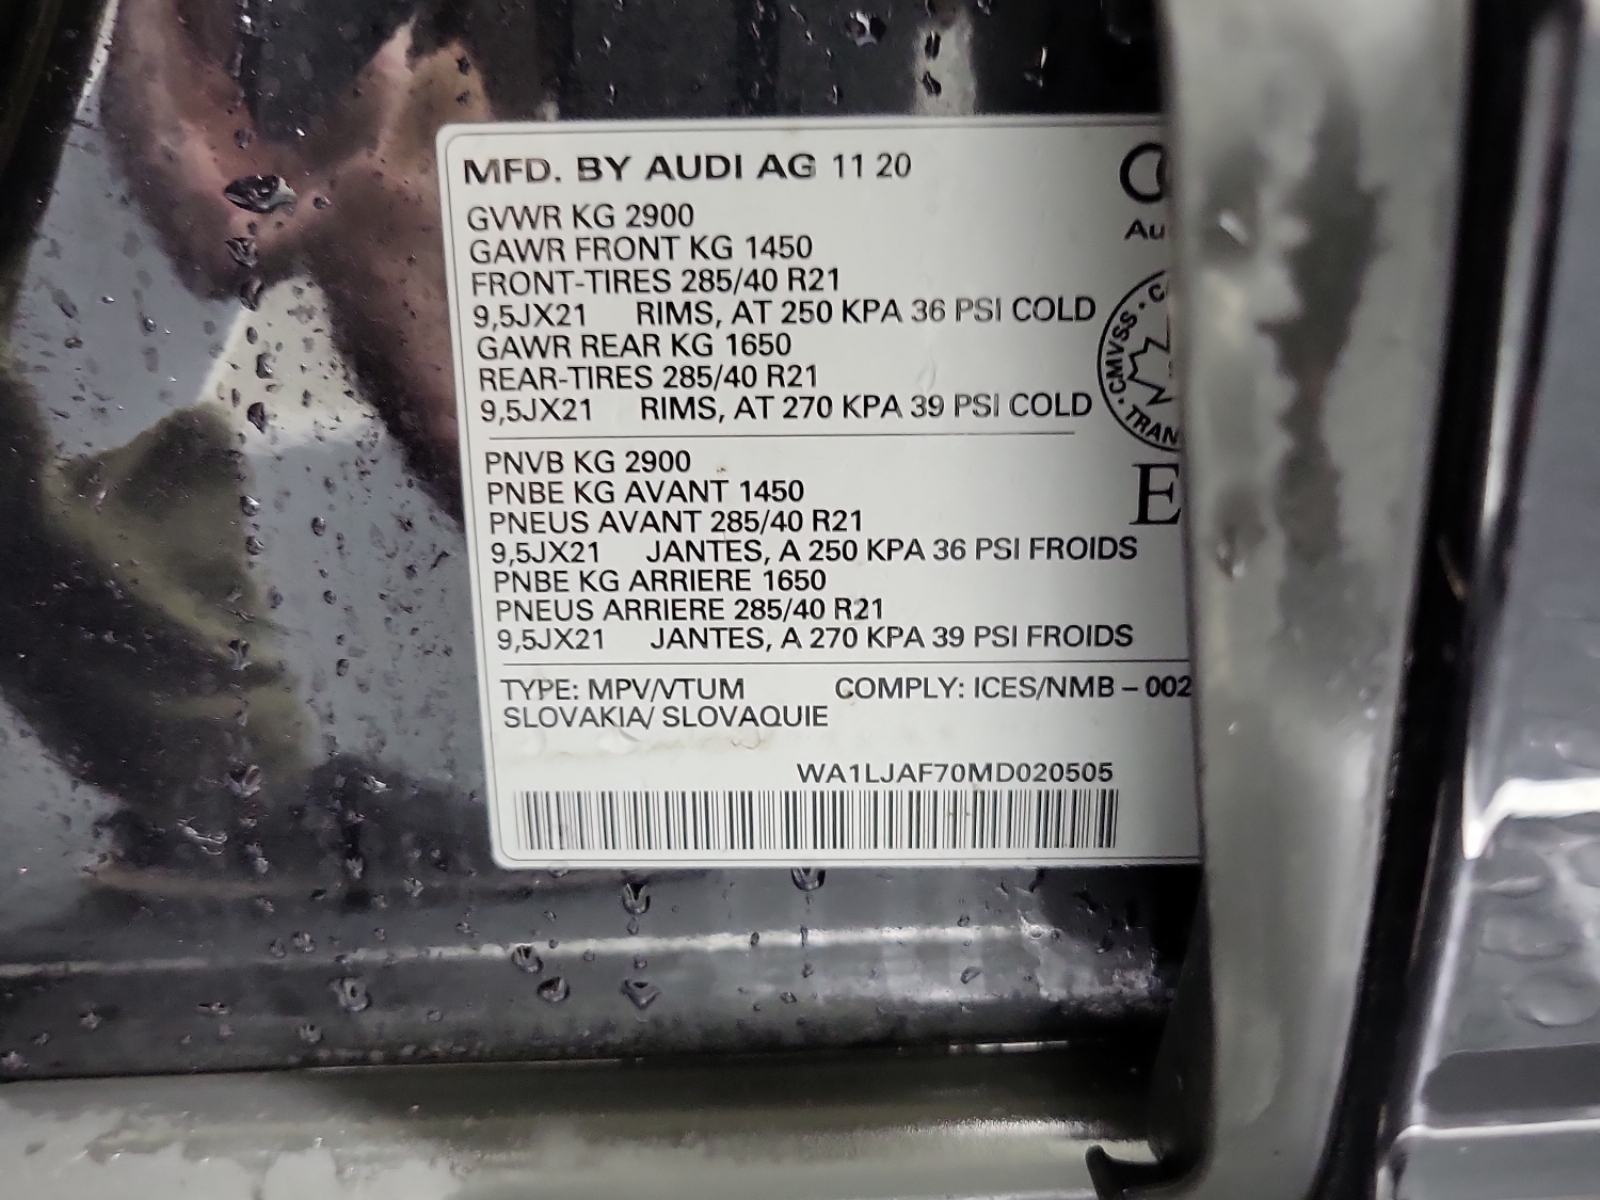 MFD. BY AUDI AG 11 20
GVWR KG 2900
GAWR FRONT KG 1450
FRONT-TIRES 285/40 R21
9,5JX21 RIMS, AT 250 KPA 36 PSI COLD
GAWR REAR KG 1650
REAR-TIRES 285/40 R21
9,5JX21 RIMS, AT 270 KPA 39 PSI COLD
Au
CMVSS
TRAN
E
PNVB KG 2900
PNBE KG AVANT 1450
PNEUS AVANT 285/40 R21
9,5JX21 JANTES, A 250 KPA 36 PSI FROIDS
PNBE KG ARRIERE 1650
PNEUS ARRIERE 285/40 R21
9,5JX21 JANTES, A 270 KPA 39 PSI FROIDS
TYPE: MPV/VTUM COMPLY: ICES/NMB – 002
SLOVAKIA/ SLOVAQUIE
WA1LJAF70MD020505